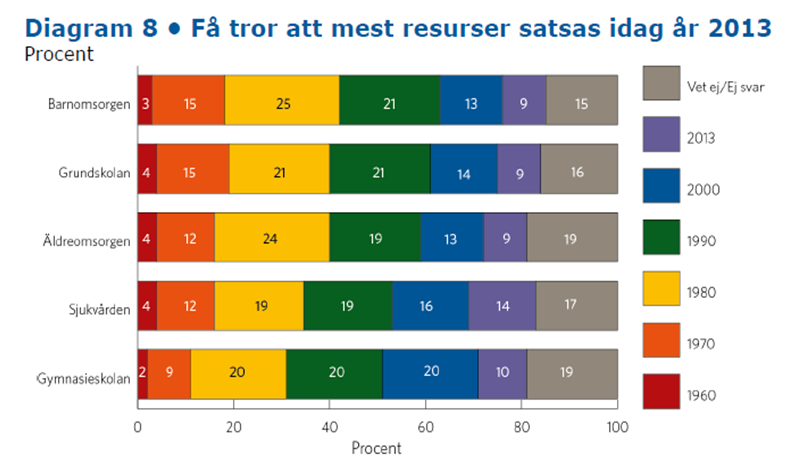 Diagram 8 • Få tror att mest resurser satsas idag år 2013
Procent
Barnomsorgen 3 15 25 21 13 9 15
Grundskolan 4 15 21 21 14 9 16
Äldreomsorgen 4 12 24 19 13 9 19
Sjukvården 4 12 19 19 16 14 17
Gymnasieskolan 2 9 20 20 20 10 19
0 20 40 60 80 100
Procent
Vet ej/Ej svar
2013
2000
1990
1980
1970
1960